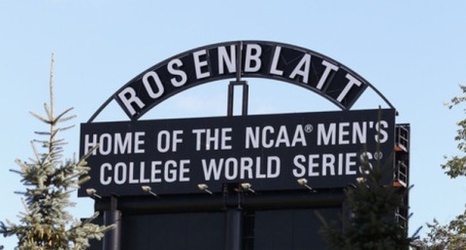 ROSENBLATT
HOME OF THE NCAA® MEN'S
COLLEGE WORLD SERIES®